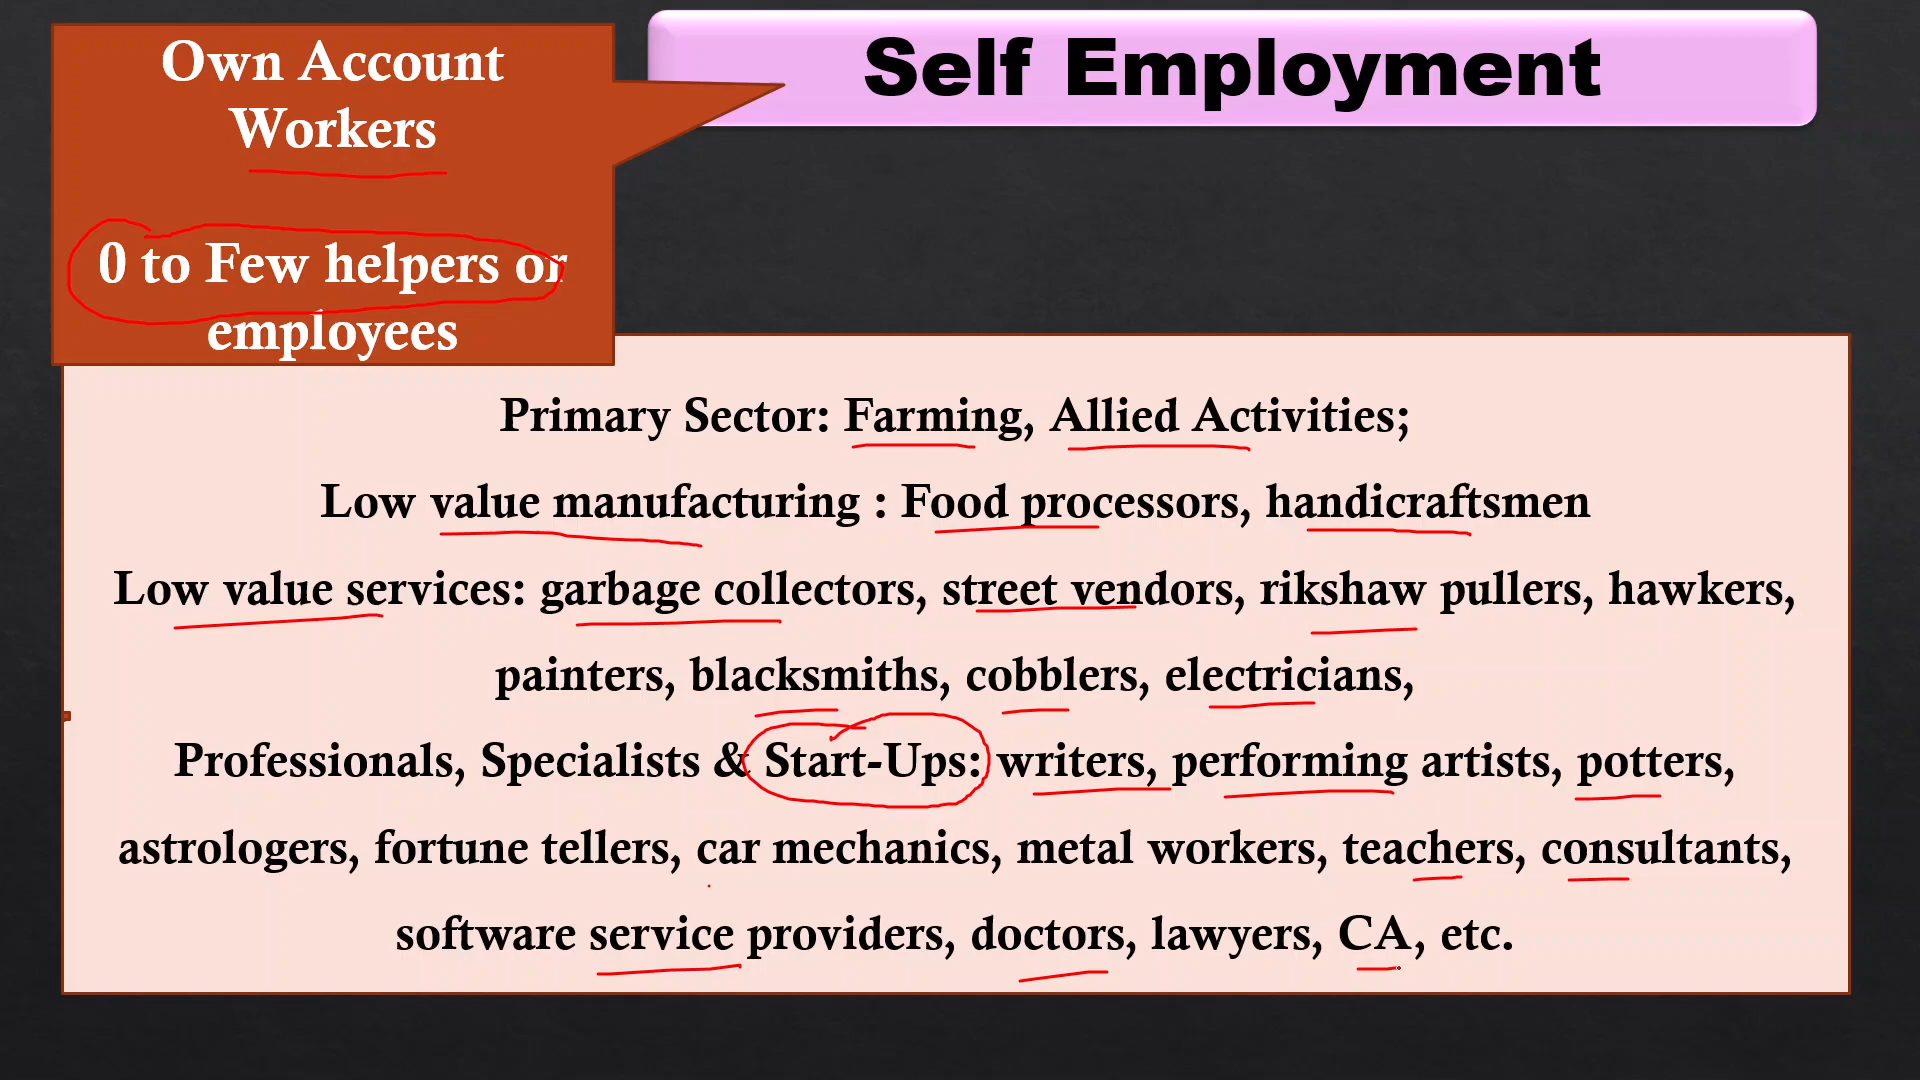 Own Account
Workers
0 to Few helpers or
employees
Self Employment
Primary Sector: Farming, Allied Activities;
Low value manufacturing : Food processors, handicraftsmen
Low value services: garbage collectors, street vendors, rikshaw pullers, hawkers,
painters, blacksmiths, cobblers, electricians,
Professionals, Specialists & Start-Ups: writers, performing artists, potters,
astrologers, fortune tellers, car mechanics, metal workers, teachers, consultants,
software service providers, doctors, lawyers, CA, etc.